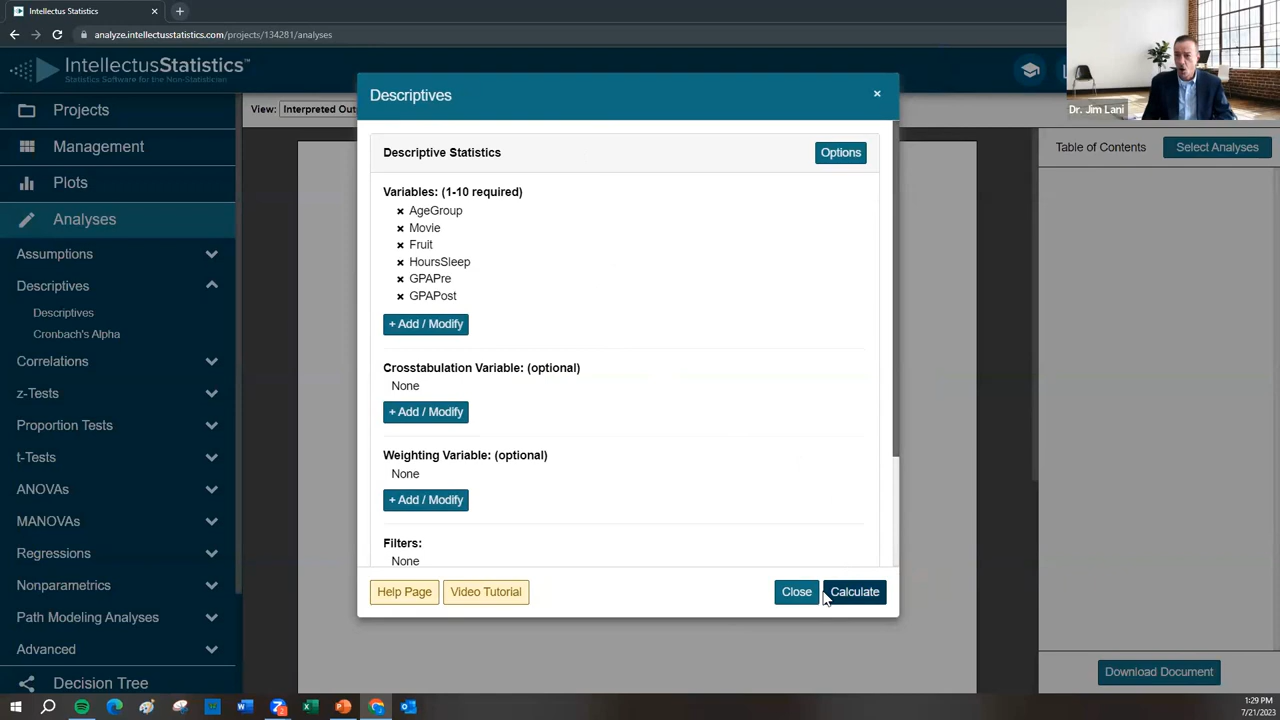 Intellectus Statistics
analyze.intellectusstatistics.com/projects/134281/analyses
IntellectusStatistics™
Statistics Software for the Non-Statistician
Dr. Jim Lani
Projects
Management
Plots
Analyses
Assumptions
Descriptives
Descriptives
Cronbach's Alpha
Correlations
z-Tests
Proportion Tests
t-Tests
ANOVAs
MANOVAs
Regressions
Nonparametrics
Path Modeling Analyses
Advanced
Decision Tree
View: Interpreted Out
Descriptives
Descriptive Statistics
Options
Variables: (1-10 required)
AgeGroup
Movie
Fruit
HoursSleep
GPAPre
GPAPost
+ Add / Modify
Crosstabulation Variable: (optional)
None
+ Add / Modify
Weighting Variable: (optional)
None
+ Add / Modify
Filters:
None
Help Page
Video Tutorial
Close
Calculate
Table of Contents
Select Analyses
Download Document
1:29 PM
7/21/2023